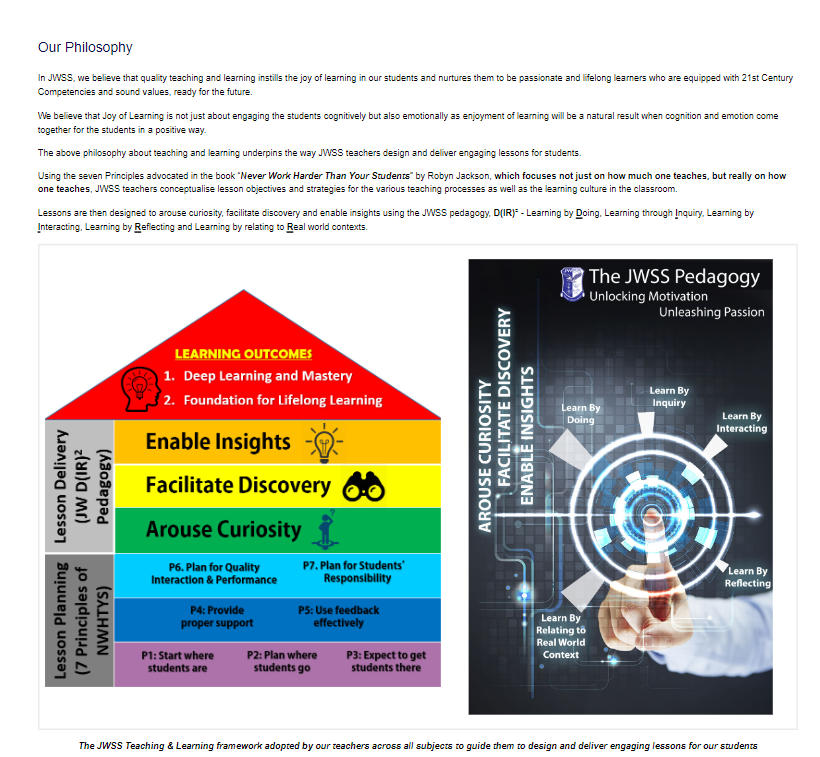 Our Philosophy
In JWSS, we believe that quality teaching and learning instills the joy of learning in our students and nurtures them to be passionate and lifelong learners who are equipped with 21st Century
Competencies and sound values, ready for the future.
We believe that Joy of Learning is not just about engaging the students cognitively but also emotionally as enjoyment of learning will be a natural result when cognition and emotion come
together for the students in a positive way.
The above philosophy about teaching and learning underpins the way JWSS teachers design and deliver engaging lessons for students.
Using the seven Principles advocated in the book "Never Work Harder Than Your Students" by Robyn Jackson, which focuses not just on how much one teaches, but really on how
one teaches, JWSS teachers conceptualise lesson objectives and strategies for the various teaching processes as well as the learning culture in the classroom.
Lessons are then designed to arouse curiosity, facilitate discovery and enable insights using the JWSS pedagogy, D(IR)² - Learning by Doing, Learning through Inquiry, Learning by
Interacting, Learning by Reflecting and Learning by relating to Real world contexts.
LEARNING OUTCOMES
1. Deep Learning and Mastery
2. Foundation for Lifelong Learning
Lesson Delivery
(JW D(IR)²
Pedagogy)
Enable Insights
Facilitate Discovery
Arouse Curiosity
Lesson Planning
(7 Principles of
NWHTYS)
P6. Plan for Quality
Interaction & Performance
P7. Plan for Students'
Responsibility
P4: Provide
proper support
P5: Use feedback
effectively
P1: Start where
students are
P2: Plan where
students go
P3: Expect to get
students there
The JWSS Pedagogy
Unlocking Motivation
Unleashing Passion
AROUSE CURIOSITY
FACILITATE DISCOVERY
ENABLE INSIGHTS
Learn By
Doing
Learn By
Inquiry
Learn By
Interacting
Learn By
Reflecting
Learn By
Relating to
Real World
Context
The JWSS Teaching & Learning framework adopted by our teachers across all subjects to guide them to design and deliver engaging lessons for our students